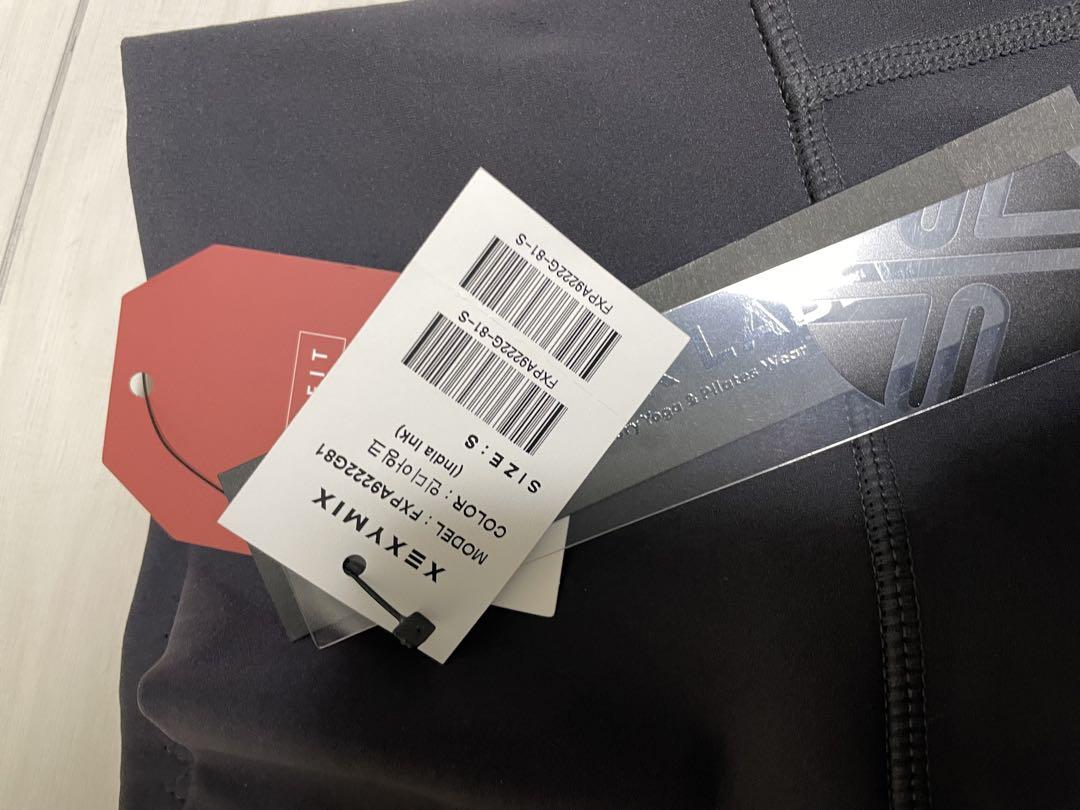 XEXYMIX
MODEL : FXPA9222G81
COLOR : 인디아잉크
(India Ink)
SIZE : S
FXPA9222G-81-S
FXPA9222G-81-S
Yoga & Pilates Wear